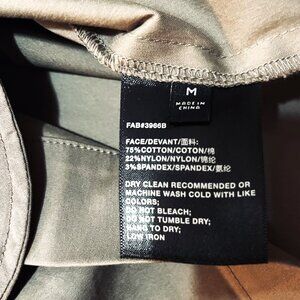 M
MADE IN
CHINA
FAB#3966B
FACE/DEVANT/面料:
75%COTTON/COTON/棉
22%NYLON/NYLON/锦纶
3%SPANDEX/SPANDEX/氨纶
DRY CLEAN RECOMMENDED OR
MACHINE WASH COLD WITH LIKE
COLORS;
DO NOT BLEACH;
DO NOT TUMBLE DRY;
HANG TO DRY;
LOW IRON